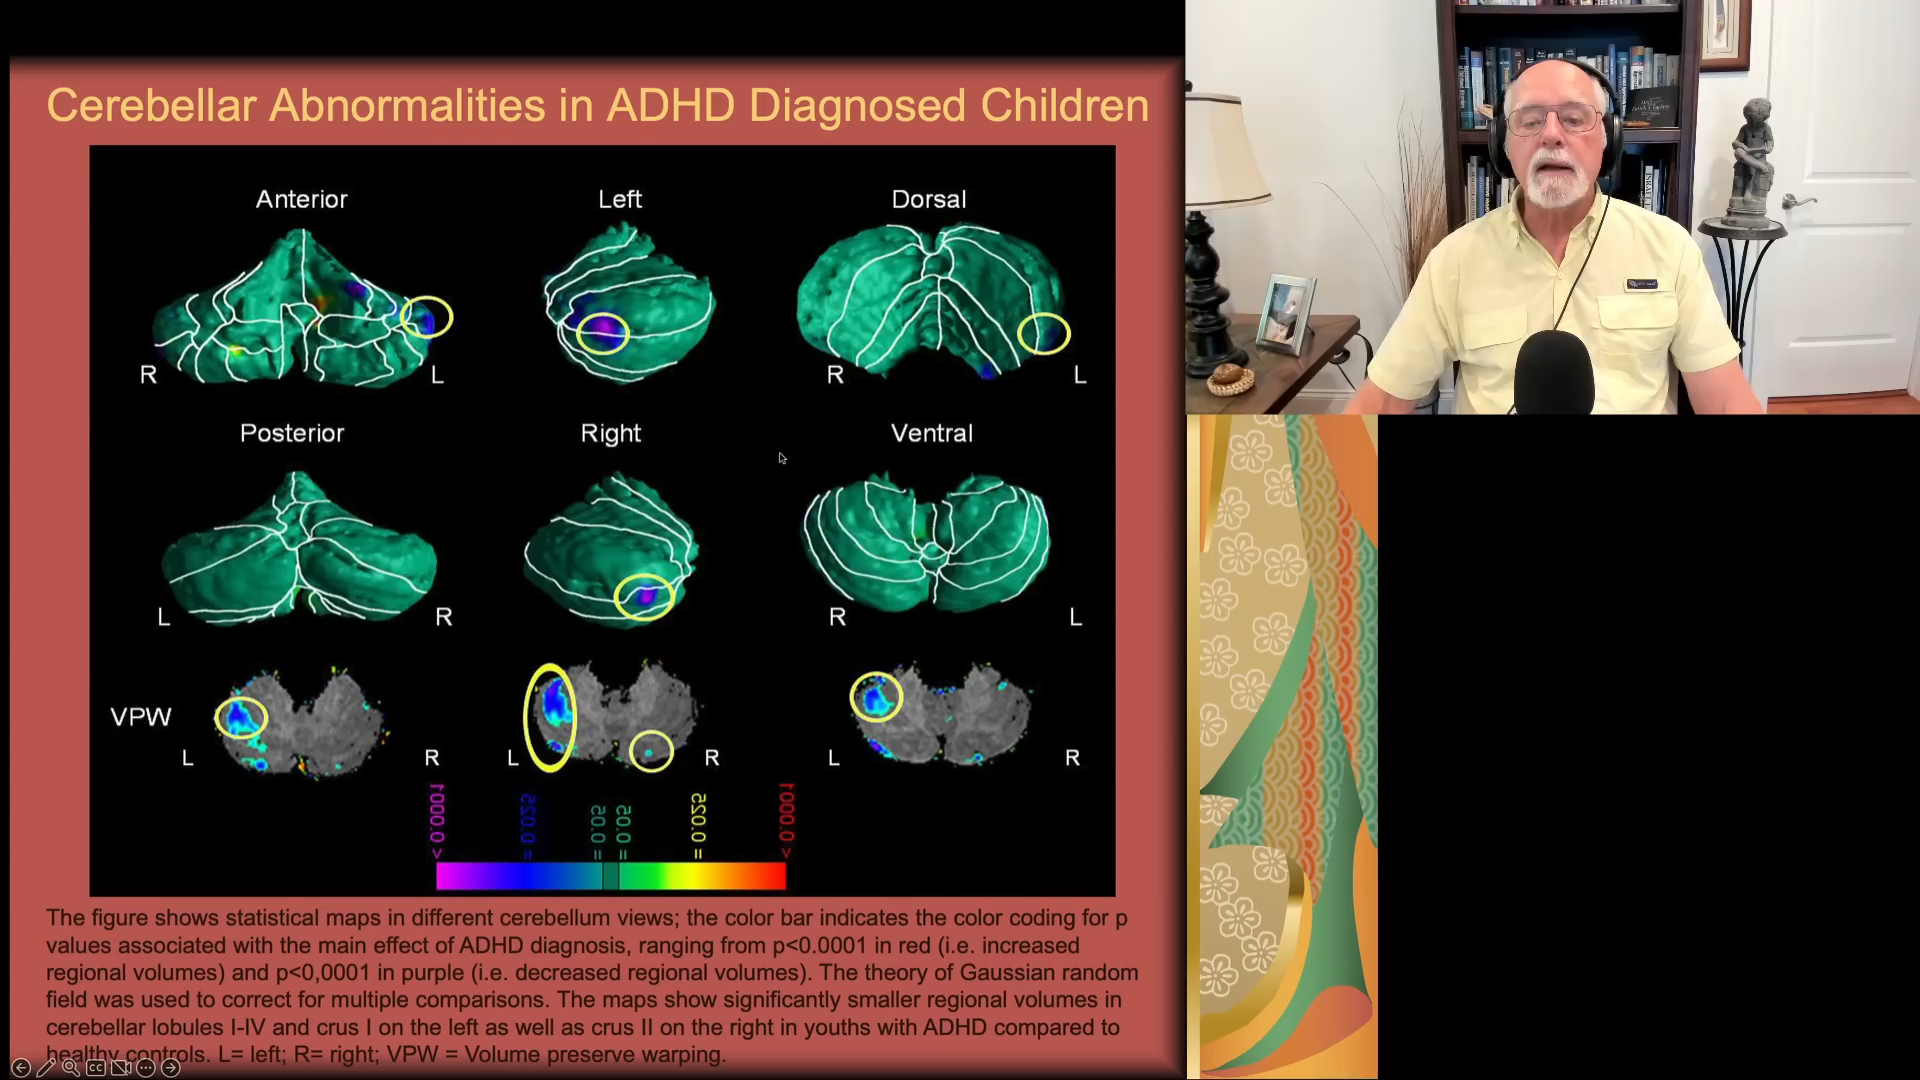 Cerebellar Abnormalities in ADHD Diagnosed Children
Anterior
Left
Dorsal
R
L
R
L
Posterior
Right
Ventral
L
R
R
L
VPW
L
R
L
R
L
R
< 0.0001
= 0.025
= 0.05
= 0.05
= 0.025
< 0.0001
The figure shows statistical maps in different cerebellum views; the color bar indicates the color coding for p
values associated with the main effect of ADHD diagnosis, ranging from p<0.0001 in red (i.e. increased
regional volumes) and p<0,0001 in purple (i.e. decreased regional volumes). The theory of Gaussian random
field was used to correct for multiple comparisons. The maps show significantly smaller regional volumes in
cerebellar lobules I-IV and crus I on the left as well as crus II on the right in youths with ADHD compared to
healthy controls. L= left; R= right; VPW = Volume preserve warping.
CC